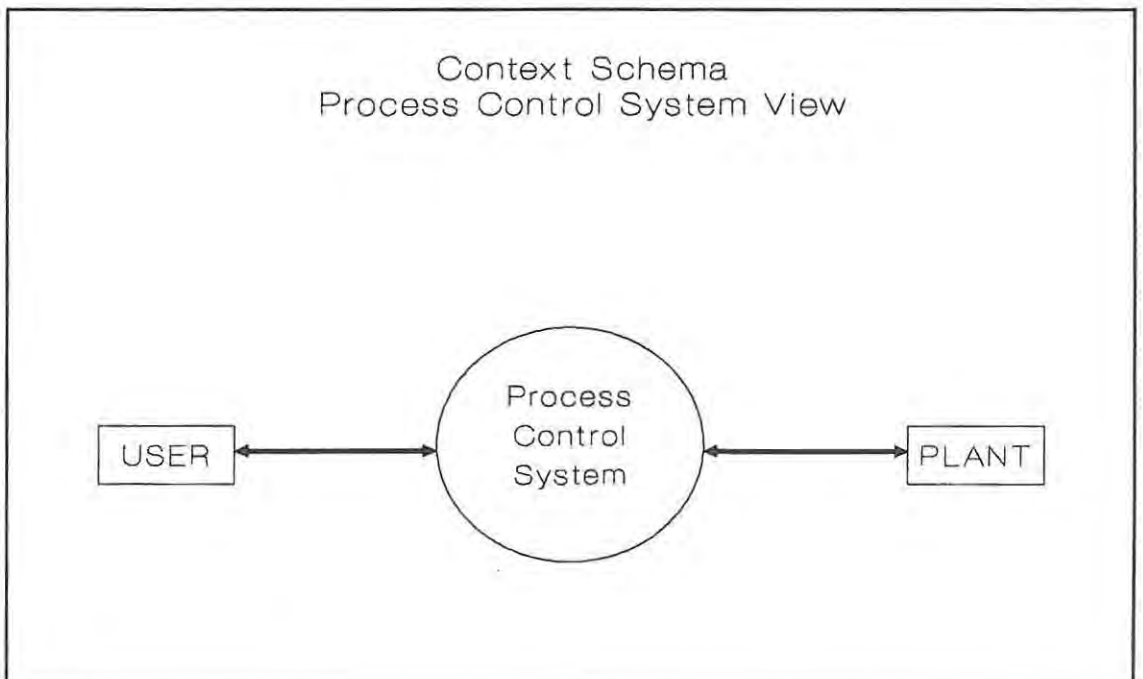 Context Schema
Process Control System View
Process
Control
System
USER
PLANT